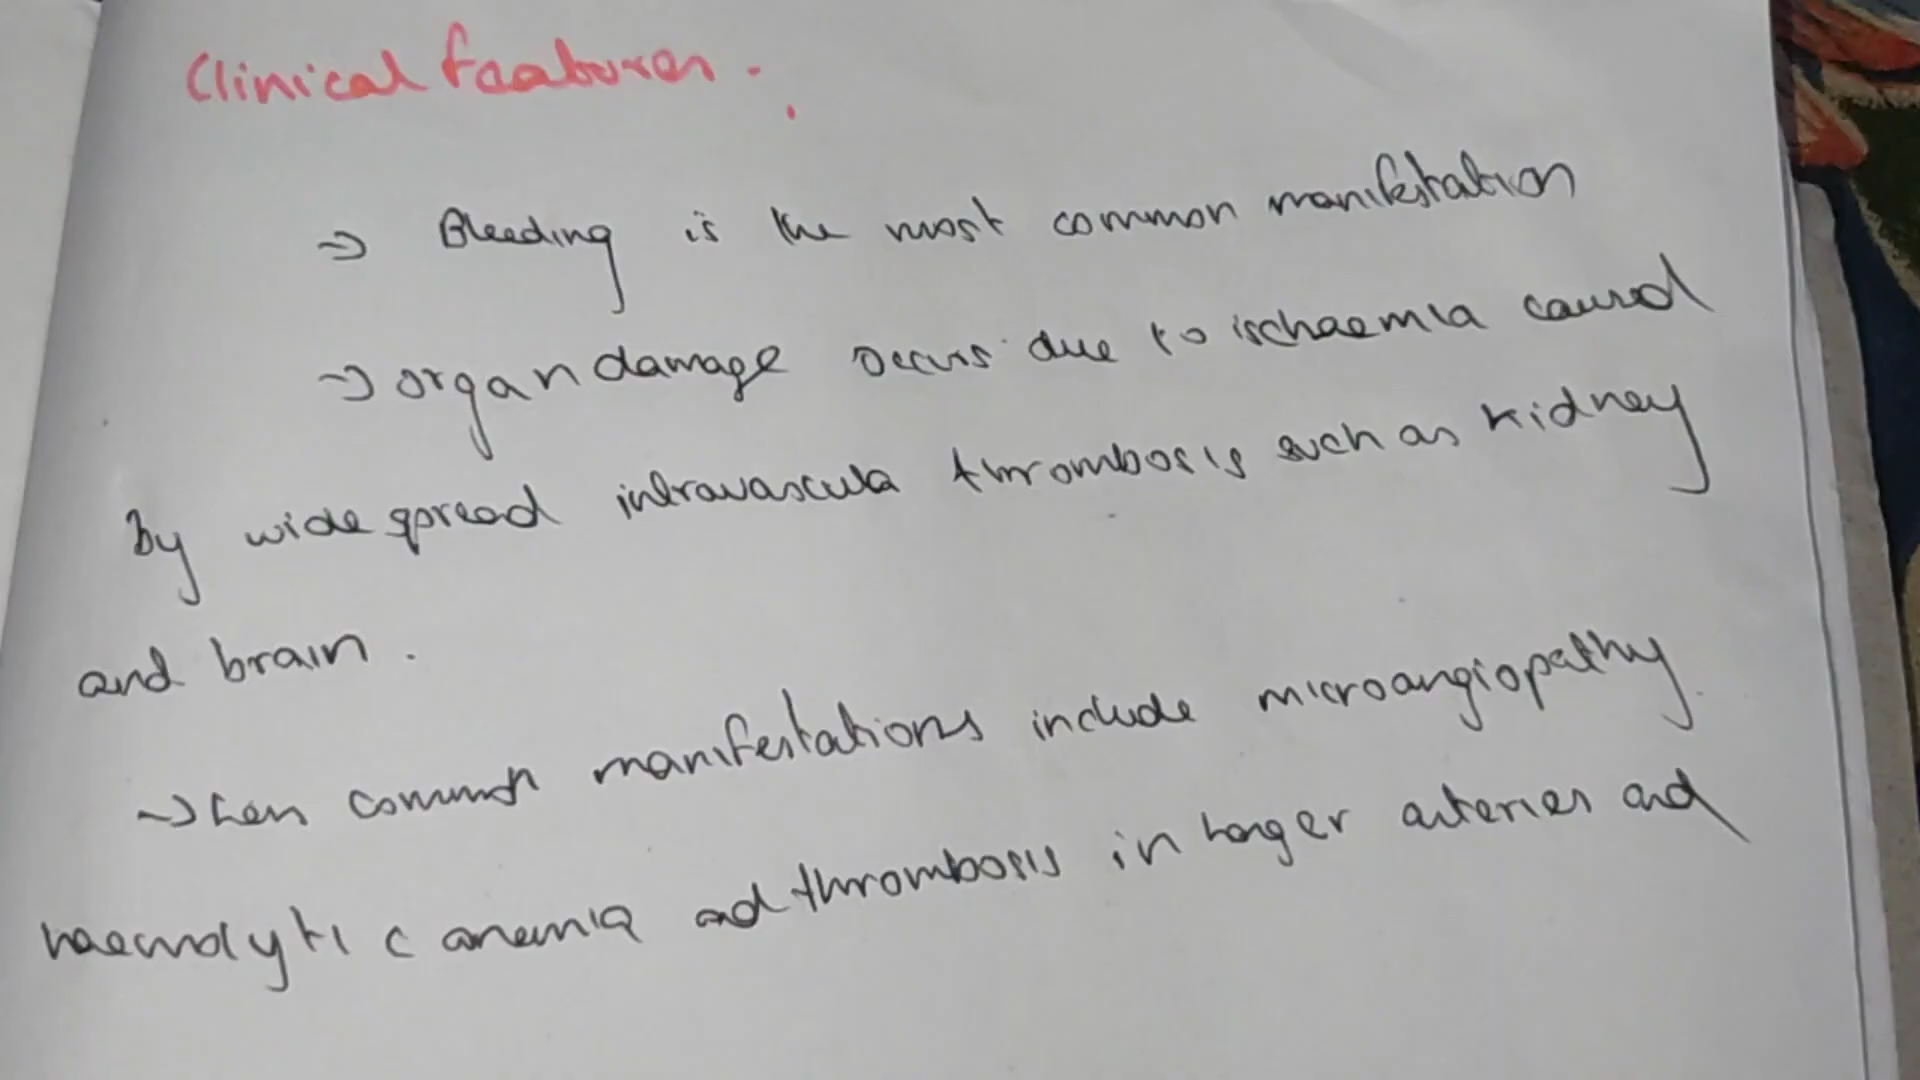 Clinical features.
→ Bleeding is the most common manifestation
→ organ damage occurs due to ischaemia caused
by widespread intravascula thrombosis such as kidney
and brain.
→ Less common manifestations include microangiopathy
haemolytic anemia and thrombosis in larger arteries and